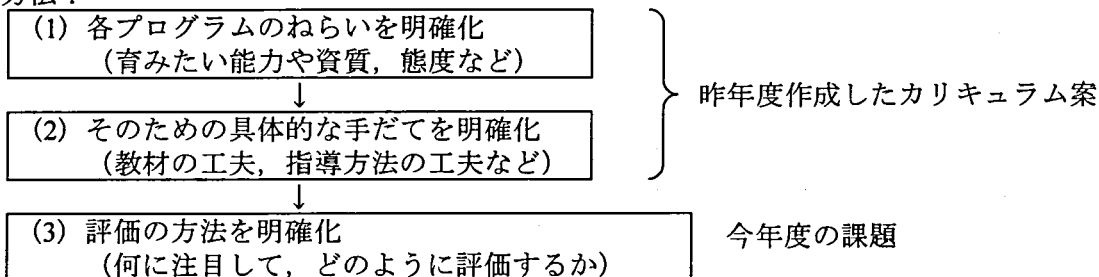 (1) 各プログラムのねらいを明確化
(育みたい能力や資質，態度など)
↓
昨年度作成したカリキュラム案
(2) そのための具体的な手だてを明確化
(教材の工夫，指導方法の工夫など)
↓
(3) 評価の方法を明確化
今年度の課題
(何に注目して，どのように評価するか)